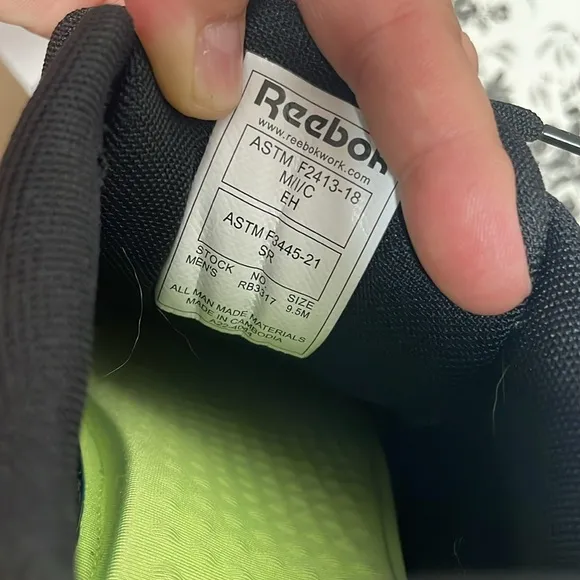 Reebok
www.reebokwork.com
ASTM F2413-18
M/I/C
EH
ASTM F3445-21
SR
STOCK NO SIZE
MEN'S RB3317 9.5M
ALL MAN MADE MATERIALS
MADE IN CAMBODIA